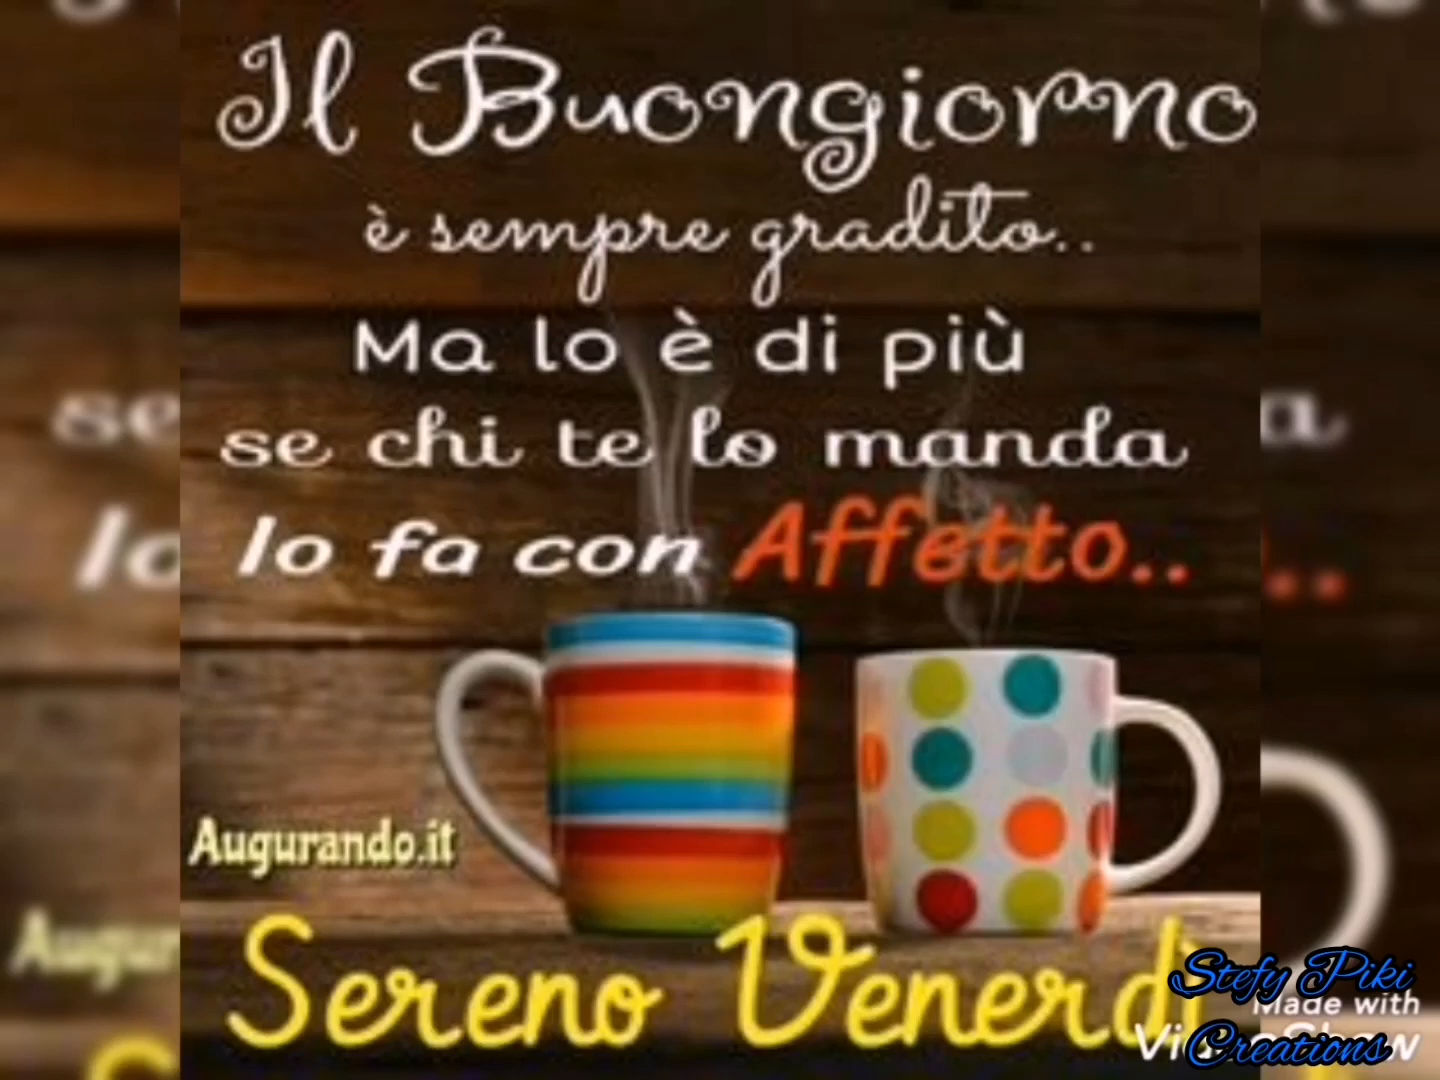 Il Buongiorno
è sempre gradito..
Ma lo è di più
se chi te lo manda
lo fa con Affetto..
Augurando.it
Sereno Venerdì
Stefy Piki
Made with
Creations